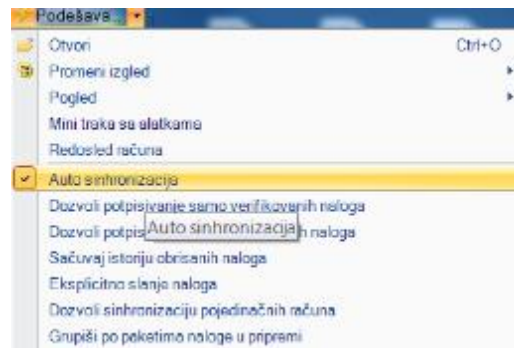 Podešava...
Otvori Ctrl+O
Promeni izgled
Pogled
Mini traka sa alatkama
Redosled računa
Auto sinhronizacija
Dozvoli potpisivanje samo verifikovanih naloga
Dozvoli potpis h naloga
Auto sinhronizacija
Sačuvaj istoriju obrisanih naloga
Eksplicitno slanje naloga
Dozvoli sinhronizaciju pojedinačnih računa
Grupiši po paketima naloge u pripremi